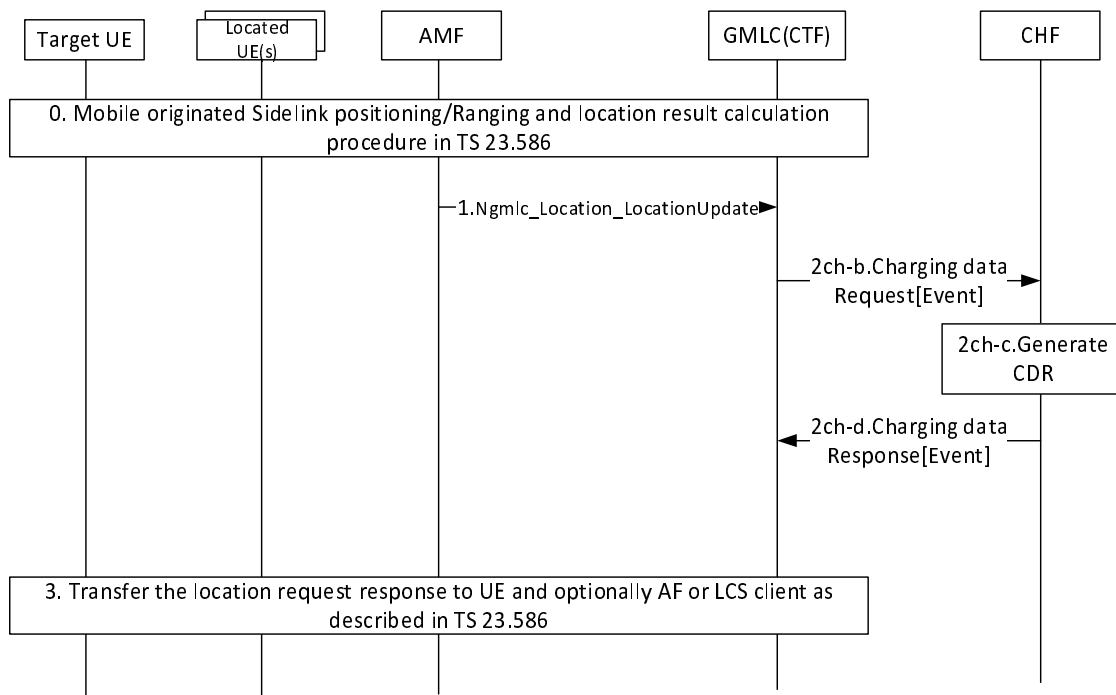 Target UE
Located
UE(s)
AMF
GMLC(CTF)
CHF
0. Mobile originated Sidelink positioning/Ranging and location result calculation
procedure in TS 23.586
1.Ngmlc_Location_LocationUpdate
2ch-b.Charging data
Request[Event]
2ch-c.Generate
CDR
2ch-d.Charging data
Response[Event]
3. Transfer the location request response to UE and optionally AF or LCS client as
described in TS 23.586